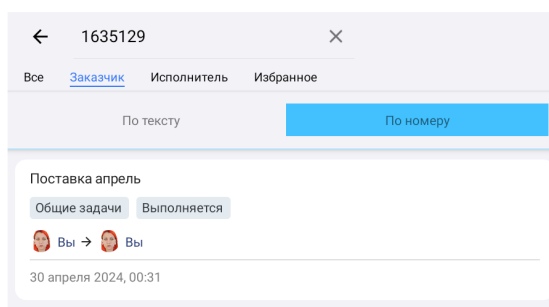 1635129
Все Заказчик Исполнитель Избранное
По тексту По номеру
Поставка апрель
Общие задачи Выполняется
Вы → Вы
30 апреля 2024, 00:31